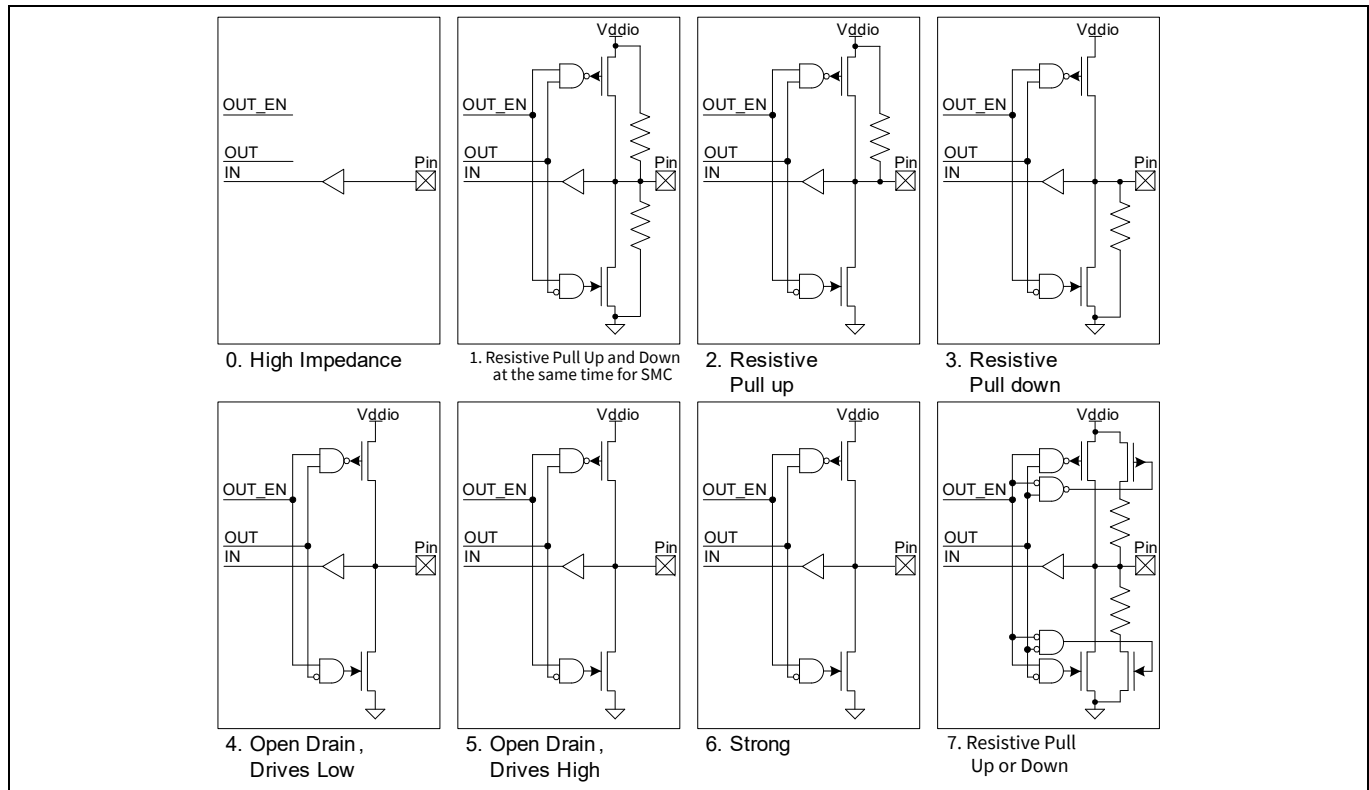 OUT_EN
OUT
IN
Pin
0. High Impedance
Vddio
OUT_EN
OUT
IN
Pin
1. Resistive Pull Up and Down
at the same time for SMC
Vddio
OUT_EN
OUT
IN
Pin
2. Resistive
Pull up
Vddio
OUT_EN
OUT
IN
Pin
3. Resistive
Pull down
Vddio
OUT_EN
OUT
IN
Pin
4. Open Drain,
Drives Low
Vddio
OUT_EN
OUT
IN
Pin
5. Open Drain,
Drives High
Vddio
OUT_EN
OUT
IN
Pin
6. Strong
Vddio
OUT_EN
OUT
IN
Pin
7. Resistive Pull
Up or Down